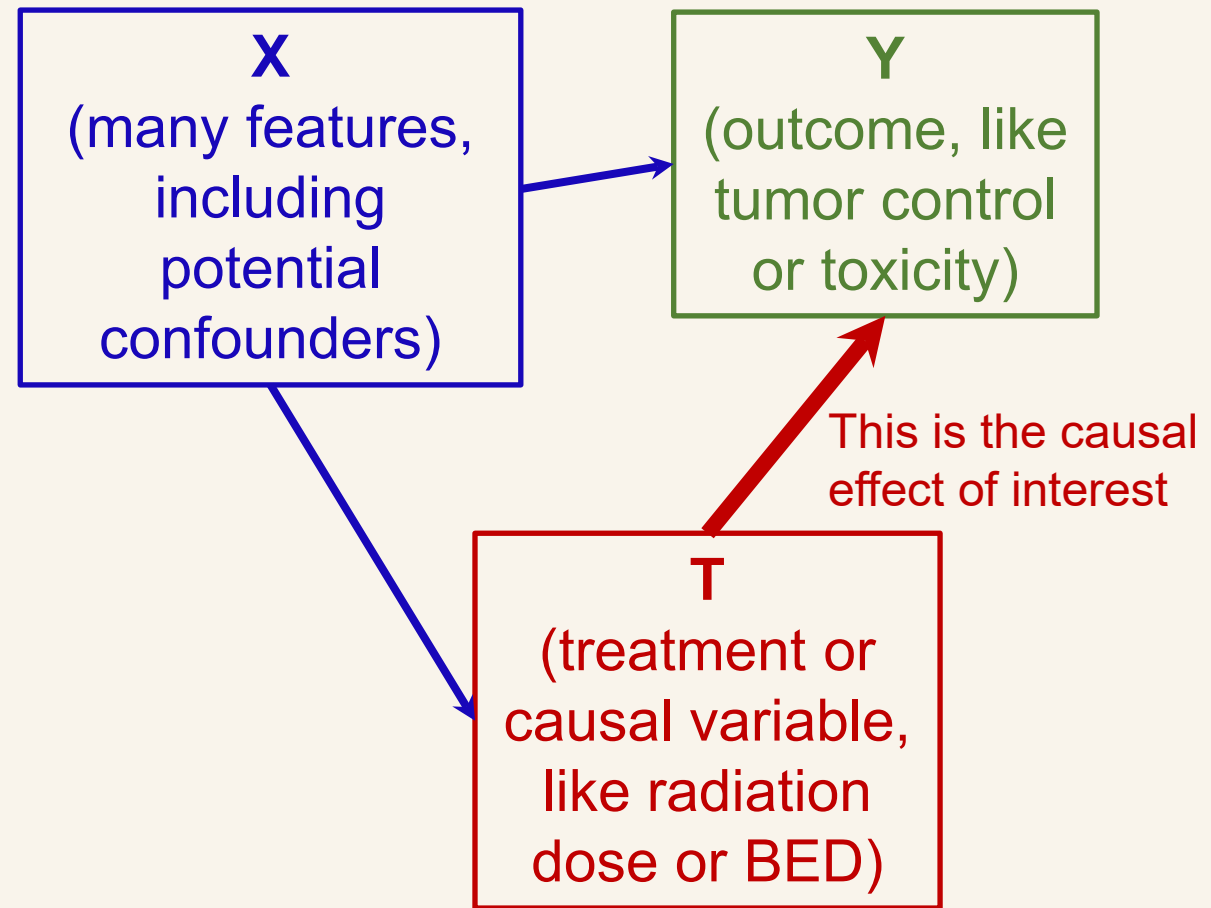 X
(many features,
including
potential
confounders)
Y
(outcome, like
tumor control
or toxicity)
This is the causal
effect of interest
T
(treatment or
causal variable,
like radiation
dose or BED)